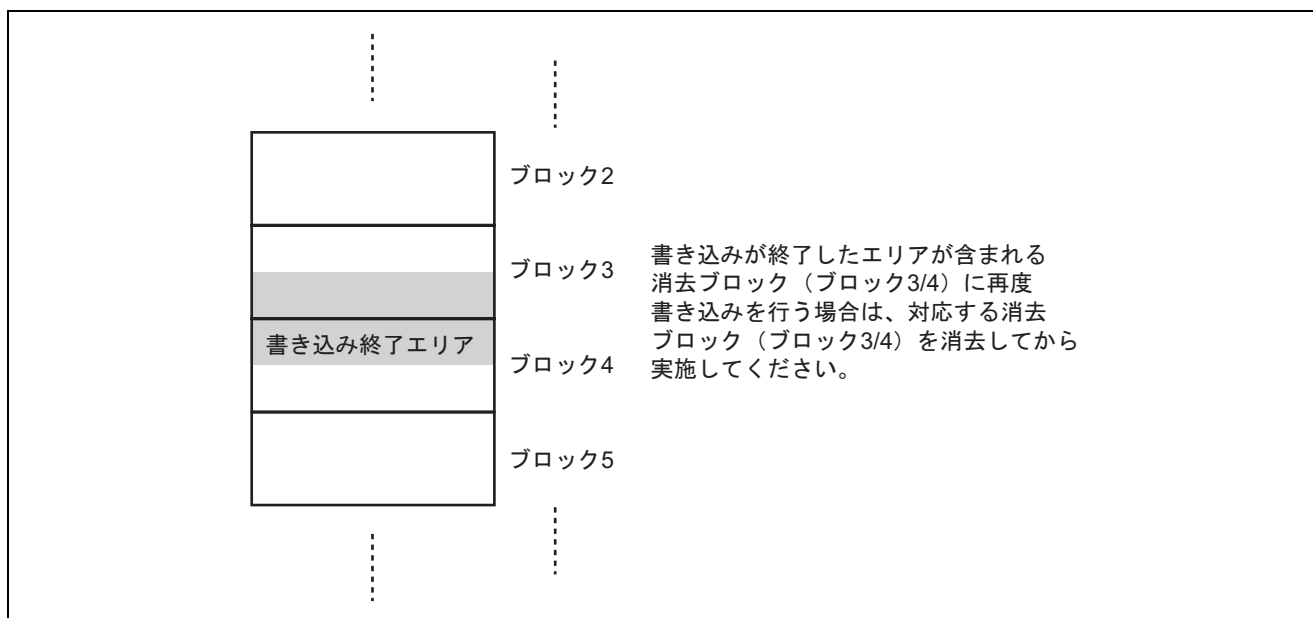 ブロック2
ブロック3
書き込みが終了したエリアが含まれる
消去ブロック（ブロック3/4）に再度
書き込みを行う場合は、対応する消去
ブロック（ブロック3/4）を消去してから
実施してください。
書き込み終了エリア
ブロック4
ブロック5